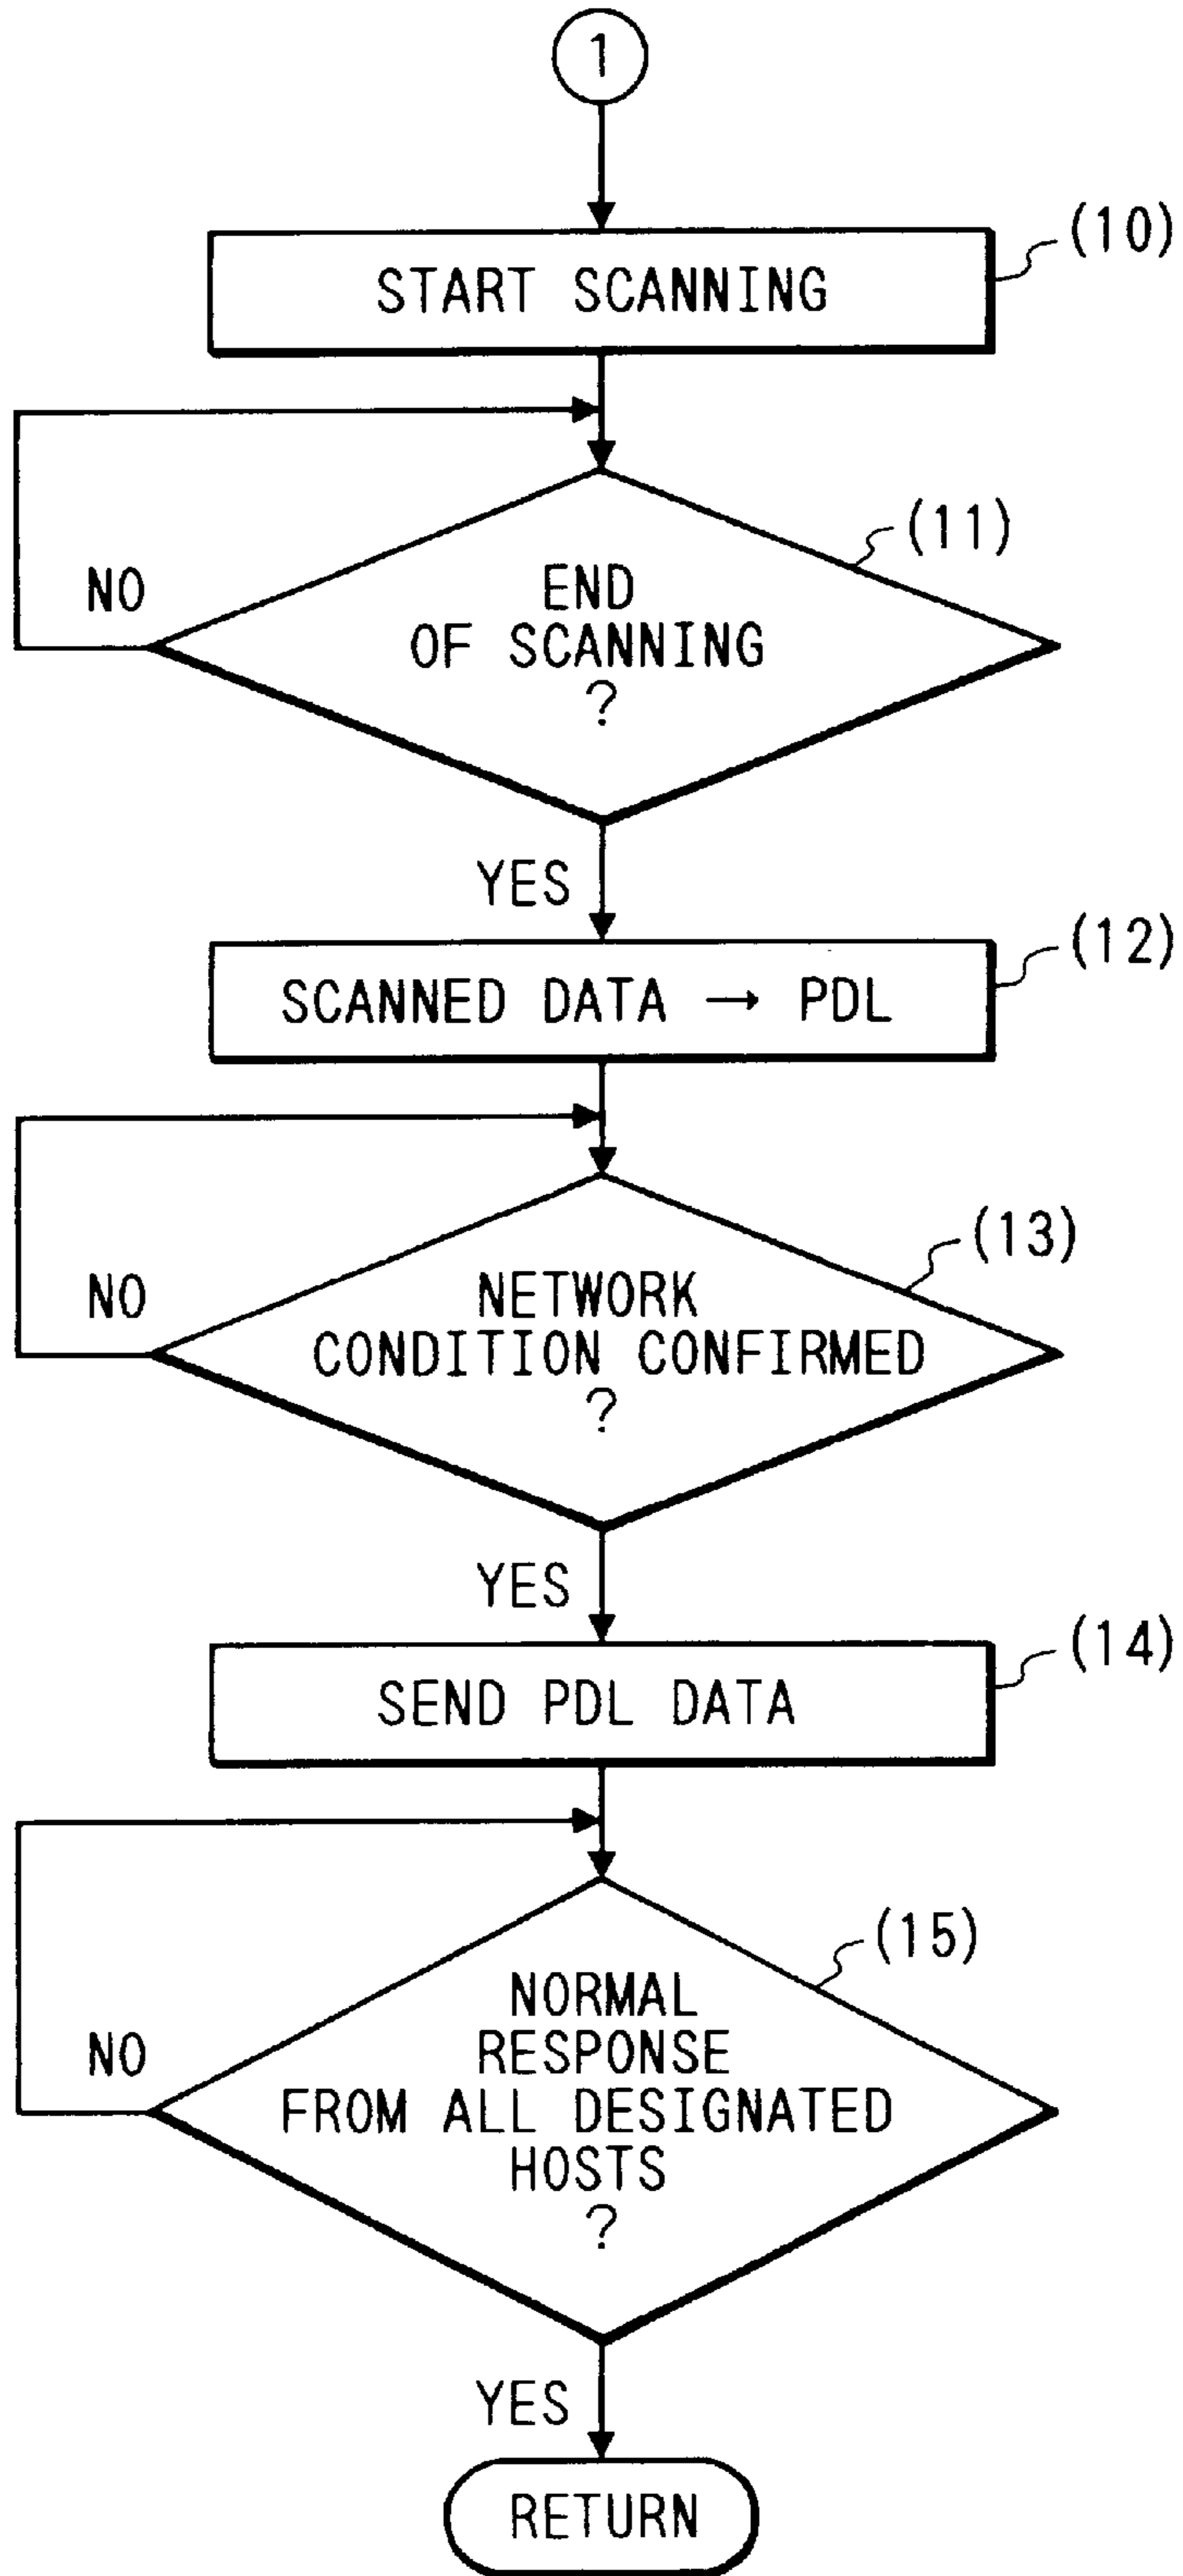 1
(10)
START SCANNING
(11)
END
OF SCANNING
?
NO
YES
(12)
SCANNED DATA → PDL
(13)
NETWORK
CONDITION CONFIRMED
?
NO
YES
(14)
SEND PDL DATA
(15)
NORMAL
RESPONSE
FROM ALL DESIGNATED
HOSTS
?
NO
YES
RETURN